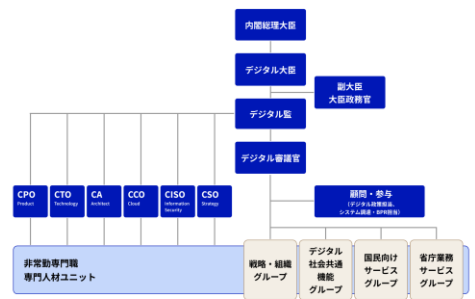 内閣総理大臣
デジタル大臣
副大臣
大臣政務官
デジタル監
デジタル審議官
CPO
Product
CTO
Technology
CA
Architect
CCO
Cloud
CISO
Information
Security
CSO
Strategy
顧問・参与
(デジタル政策担当、
システム調達・BPR担当)
非常勤専門職
専門人材ユニット
戦略・組織
グループ
デジタル
社会共通
機能
グループ
国民向け
サービス
グループ
省庁業務
サービス
グループ